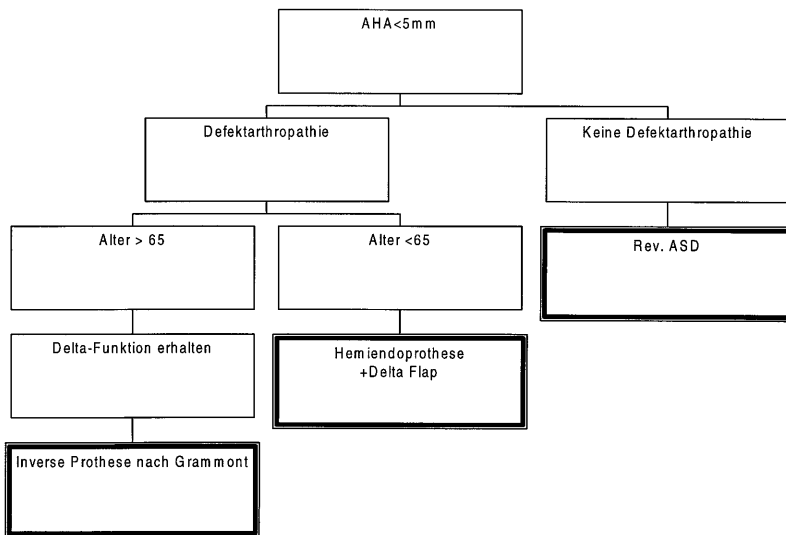 AHA<5mm
Defektarthropathie
Keine Defektarthropathie
Alter > 65
Alter <65
Rev. ASD
Delta-Funktion erhalten
Hemiendoprothese
+Delta Flap
Inverse Prothese nach Grammont